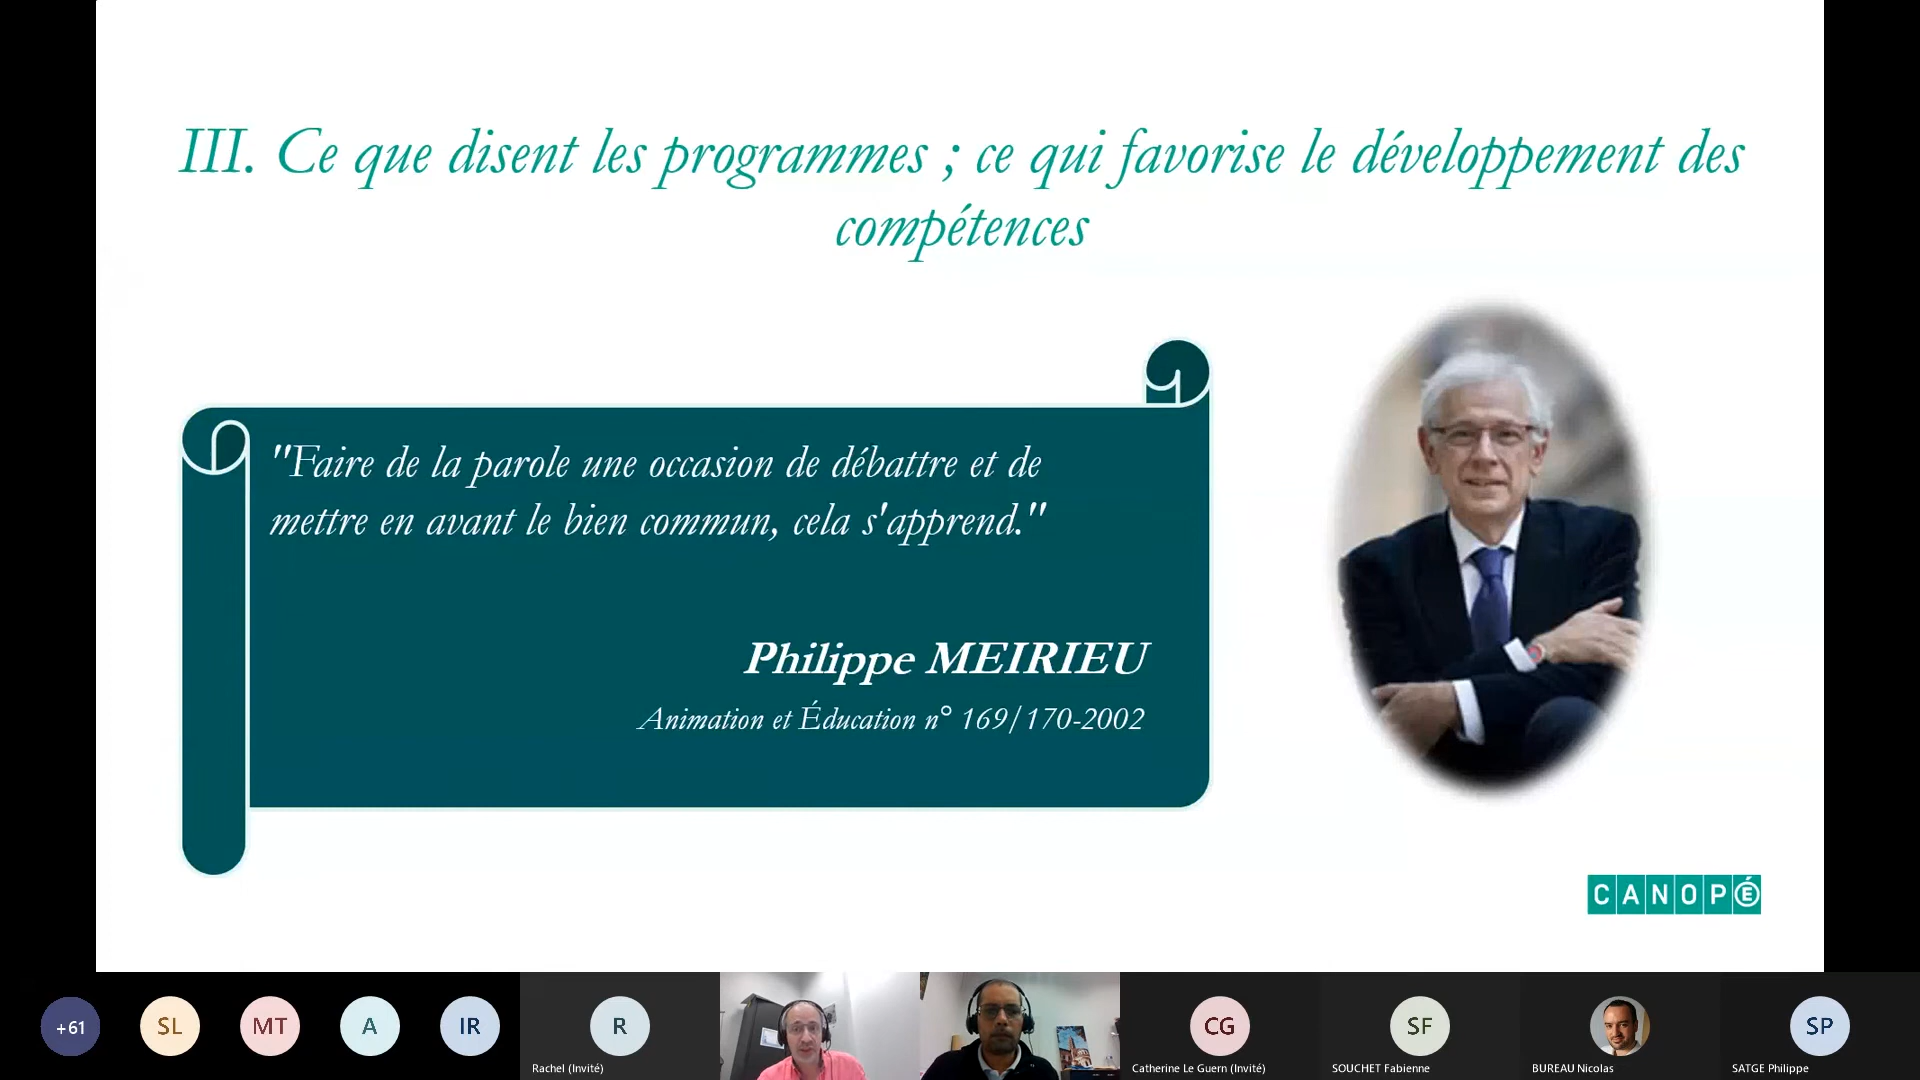 III. Ce que disent les programmes ; ce qui favorise le développement des
compétences
"Faire de la parole une occasion de débattre et de
mettre en avant le bien commun, cela s'apprend."
Philippe MEIRIEU
Animation et Éducation n° 169/170-2002
CANOPÉ
+61
SL
MT
A
IR
R
CG
SF
SP
Rachel (Invité)
Catherine Le Guern (Invité)
SOUCHET Fabienne
BUREAU Nicolas
SATGE Philippe